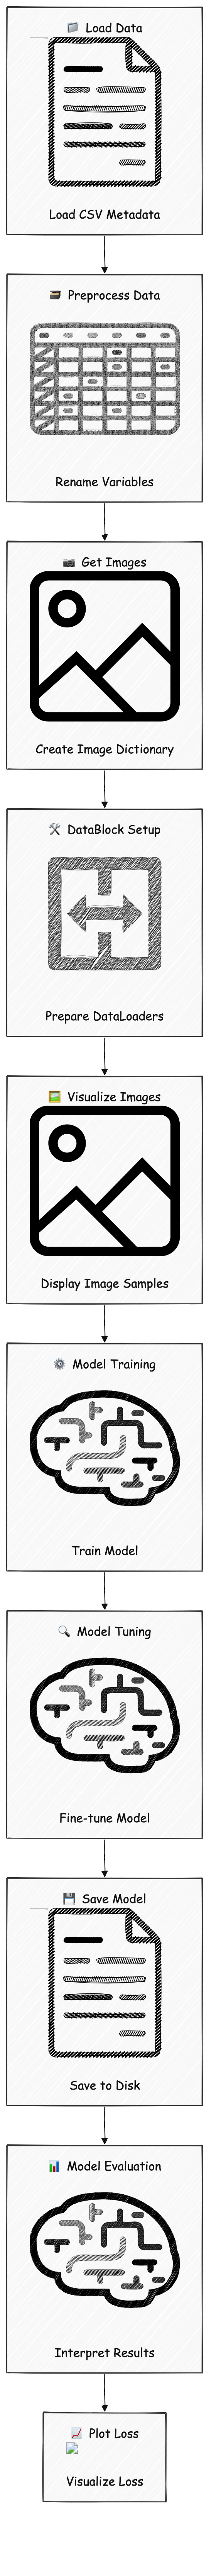 Load Data
Load CSV Metadata
Preprocess Data
Rename Variables
Get Images
Create Image Dictionary
DataBlock Setup
Prepare DataLoaders
Visualize Images
Display Image Samples
Model Training
Train Model
Model Tuning
Fine-tune Model
Save Model
Save to Disk
Model Evaluation
Interpret Results
Plot Loss
Visualize Loss